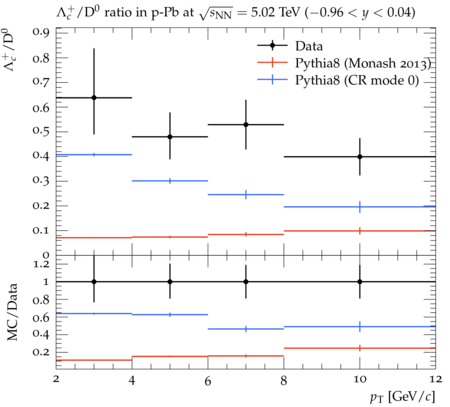 Λc+/D0 ratio in p-Pb at √sNN = 5.02 TeV (−0.96 < y < 0.04)
Λc+/D0
0.9
0.8
0.7
0.6
0.5
0.4
0.3
0.2
0.1
0
Data
Pythia8 (Monash 2013)
Pythia8 (CR mode 0)
MC/Data
1.2
1
0.8
0.6
0.4
0.2
2 4 6 8 10 12
pT [GeV/c]